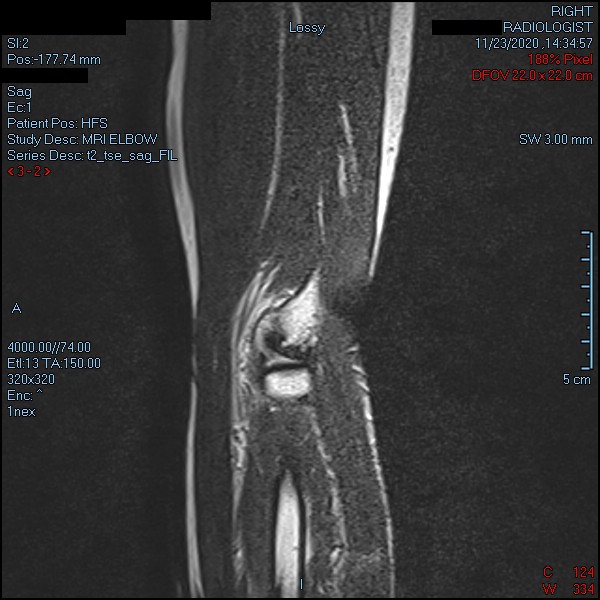 RIGHT
Lossy
RADIOLOGIST
SI:2
11/23/2020 ,14:34:57
Pos:-177.74 mm
188% Pixel
DFOV 22.0 x 22.0 cm
Sag
Ec:1
Patient Pos: HFS
Study Desc: MRI ELBOW
SW 3.00 mm
Series Desc: t2_tse_sag_FIL
< 3 - 2 >
A
4000.00//74.00
Etl:13 TA:150.00
320x320
5 cm
Enc: ^
1nex
C 124
I
W 334